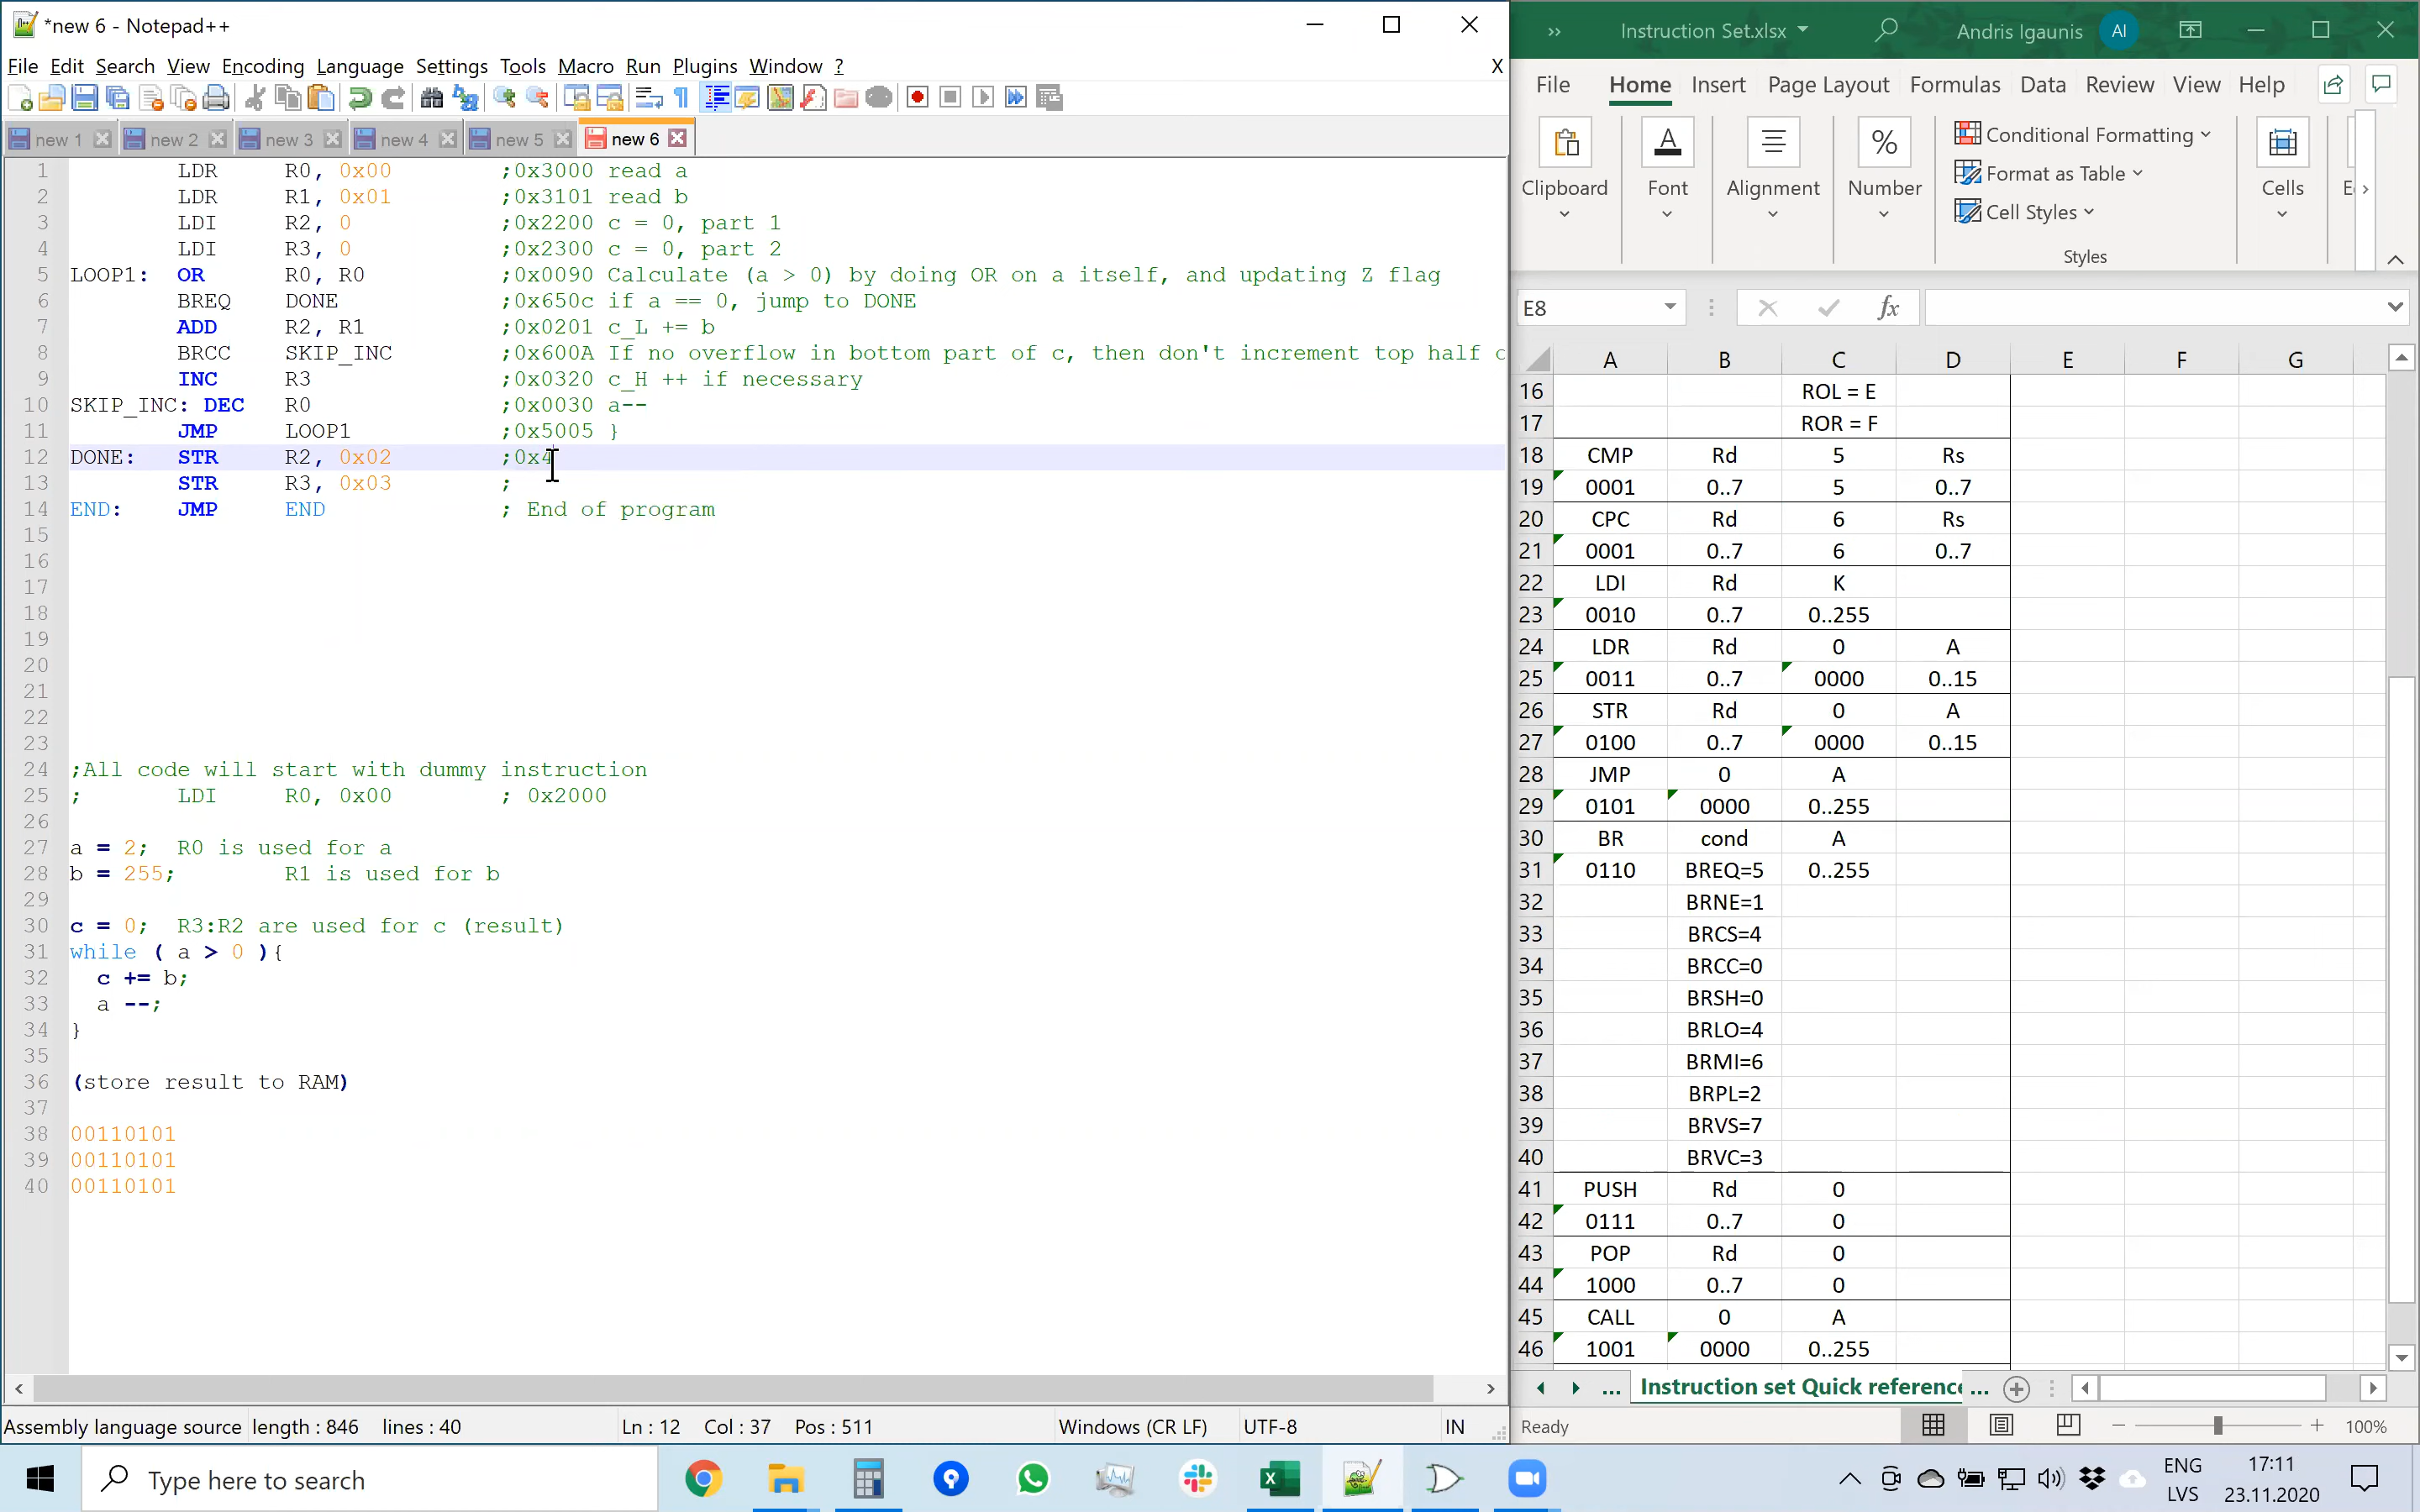 *new 6 - Notepad++
File Edit Search View Encoding Language Settings Tools Macro Run Plugins Window ? X
new 1 new 2 new 3 new 4 new 5 new 6
1 LDR R0, 0x00 ;0x3000 read a
2 LDR R1, 0x01 ;0x3101 read b
3 LDI R2, 0 ;0x2200 c = 0, part 1
4 LDI R3, 0 ;0x2300 c = 0, part 2
5 LOOP1: OR R0, R0 ;0x0090 Calculate (a > 0) by doing OR on a itself, and updating Z flag
6 BREQ DONE ;0x650c if a == 0, jump to DONE
7 ADD R2, R1 ;0x0201 c_L += b
8 BRCC SKIP_INC ;0x600A If no overflow in bottom part of c, then don't increment top half c
9 INC R3 ;0x0320 c_H ++ if necessary
10 SKIP_INC: DEC R0 ;0x0030 a--
11 JMP LOOP1 ;0x5005 }
12 DONE: STR R2, 0x02 ;0x4
13 STR R3, 0x03 ;
14 END: JMP END ; End of program
15
16
17
18
19
20
21
22
23
24 ;All code will start with dummy instruction
25 ; LDI R0, 0x00 ; 0x2000
26
27 a = 2; R0 is used for a
28 b = 255; R1 is used for b
29
30 c = 0; R3:R2 are used for c (result)
31 while ( a > 0 ){
32 c += b;
33 a --;
34 }
35
36 (store result to RAM)
37
38 00110101
39 00110101
40 00110101
Assembly language source length : 846 lines : 40 Ln : 12 Col : 37 Pos : 511 Windows (CR LF) UTF-8 IN
Instruction Set.xlsx Andris Igaunis AI
File Home Insert Page Layout Formulas Data Review View Help
Clipboard Font Alignment Number Conditional Formatting Format as Table Cell Styles Styles Cells E
E8 fx
A B C D E F G
16 ROL = E
17 ROR = F
18 CMP Rd 5 Rs
19 0001 0..7 5 0..7
20 CPC Rd 6 Rs
21 0001 0..7 6 0..7
22 LDI Rd K
23 0010 0..7 0..255
24 LDR Rd 0 A
25 0011 0..7 0000 0..15
26 STR Rd 0 A
27 0100 0..7 0000 0..15
28 JMP 0 A
29 0101 0000 0..255
30 BR cond A
31 0110 BREQ=5 0..255
32 BRNE=1
33 BRCS=4
34 BRCC=0
35 BRSH=0
36 BRLO=4
37 BRMI=6
38 BRPL=2
39 BRVS=7
40 BRVC=3
41 PUSH Rd 0
42 0111 0..7 0
43 POP Rd 0
44 1000 0..7 0
45 CALL 0 A
46 1001 0000 0..255
... Instruction set Quick reference ...
Ready 100%
Type here to search
ENG 17:11
LVS 23.11.2020